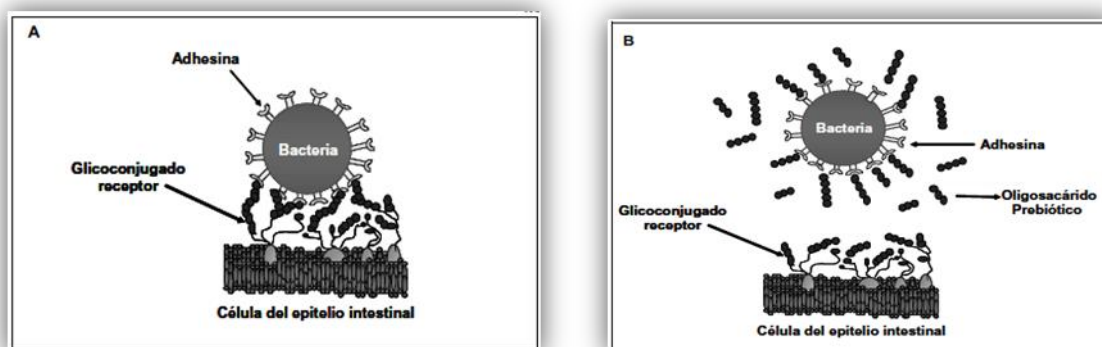 A
Adhesina
Bacteria
Glicoconjugado
receptor
Célula del epitelio intestinal
B
Bacteria
Adhesina
Oligosacárido
Prebiótico
Glicoconjugado
receptor
Célula del epitelio intestinal